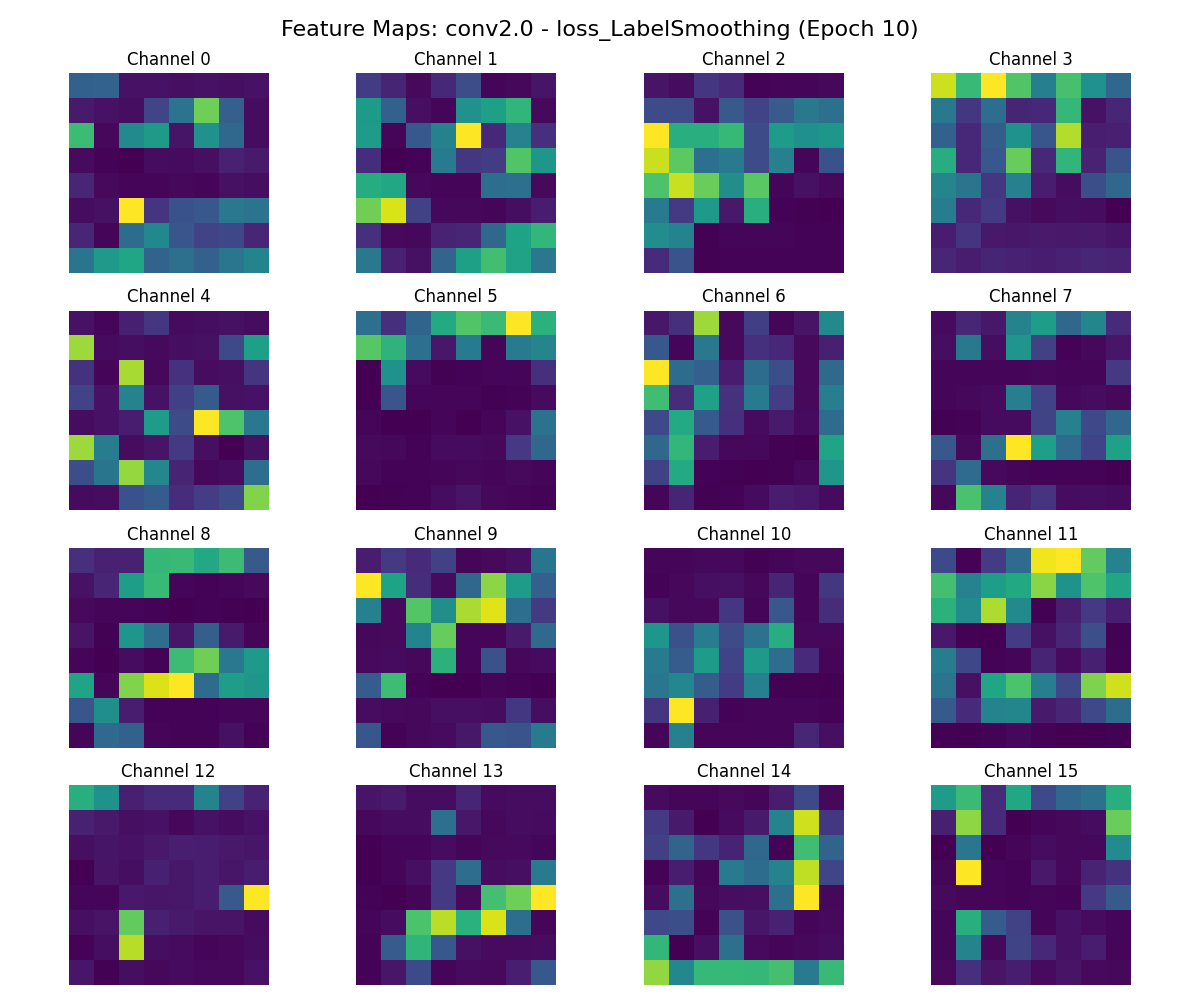 Feature Maps: conv2.0 - loss_LabelSmoothing (Epoch 10)
Channel 0
Channel 1
Channel 2
Channel 3
Channel 4
Channel 5
Channel 6
Channel 7
Channel 8
Channel 9
Channel 10
Channel 11
Channel 12
Channel 13
Channel 14
Channel 15